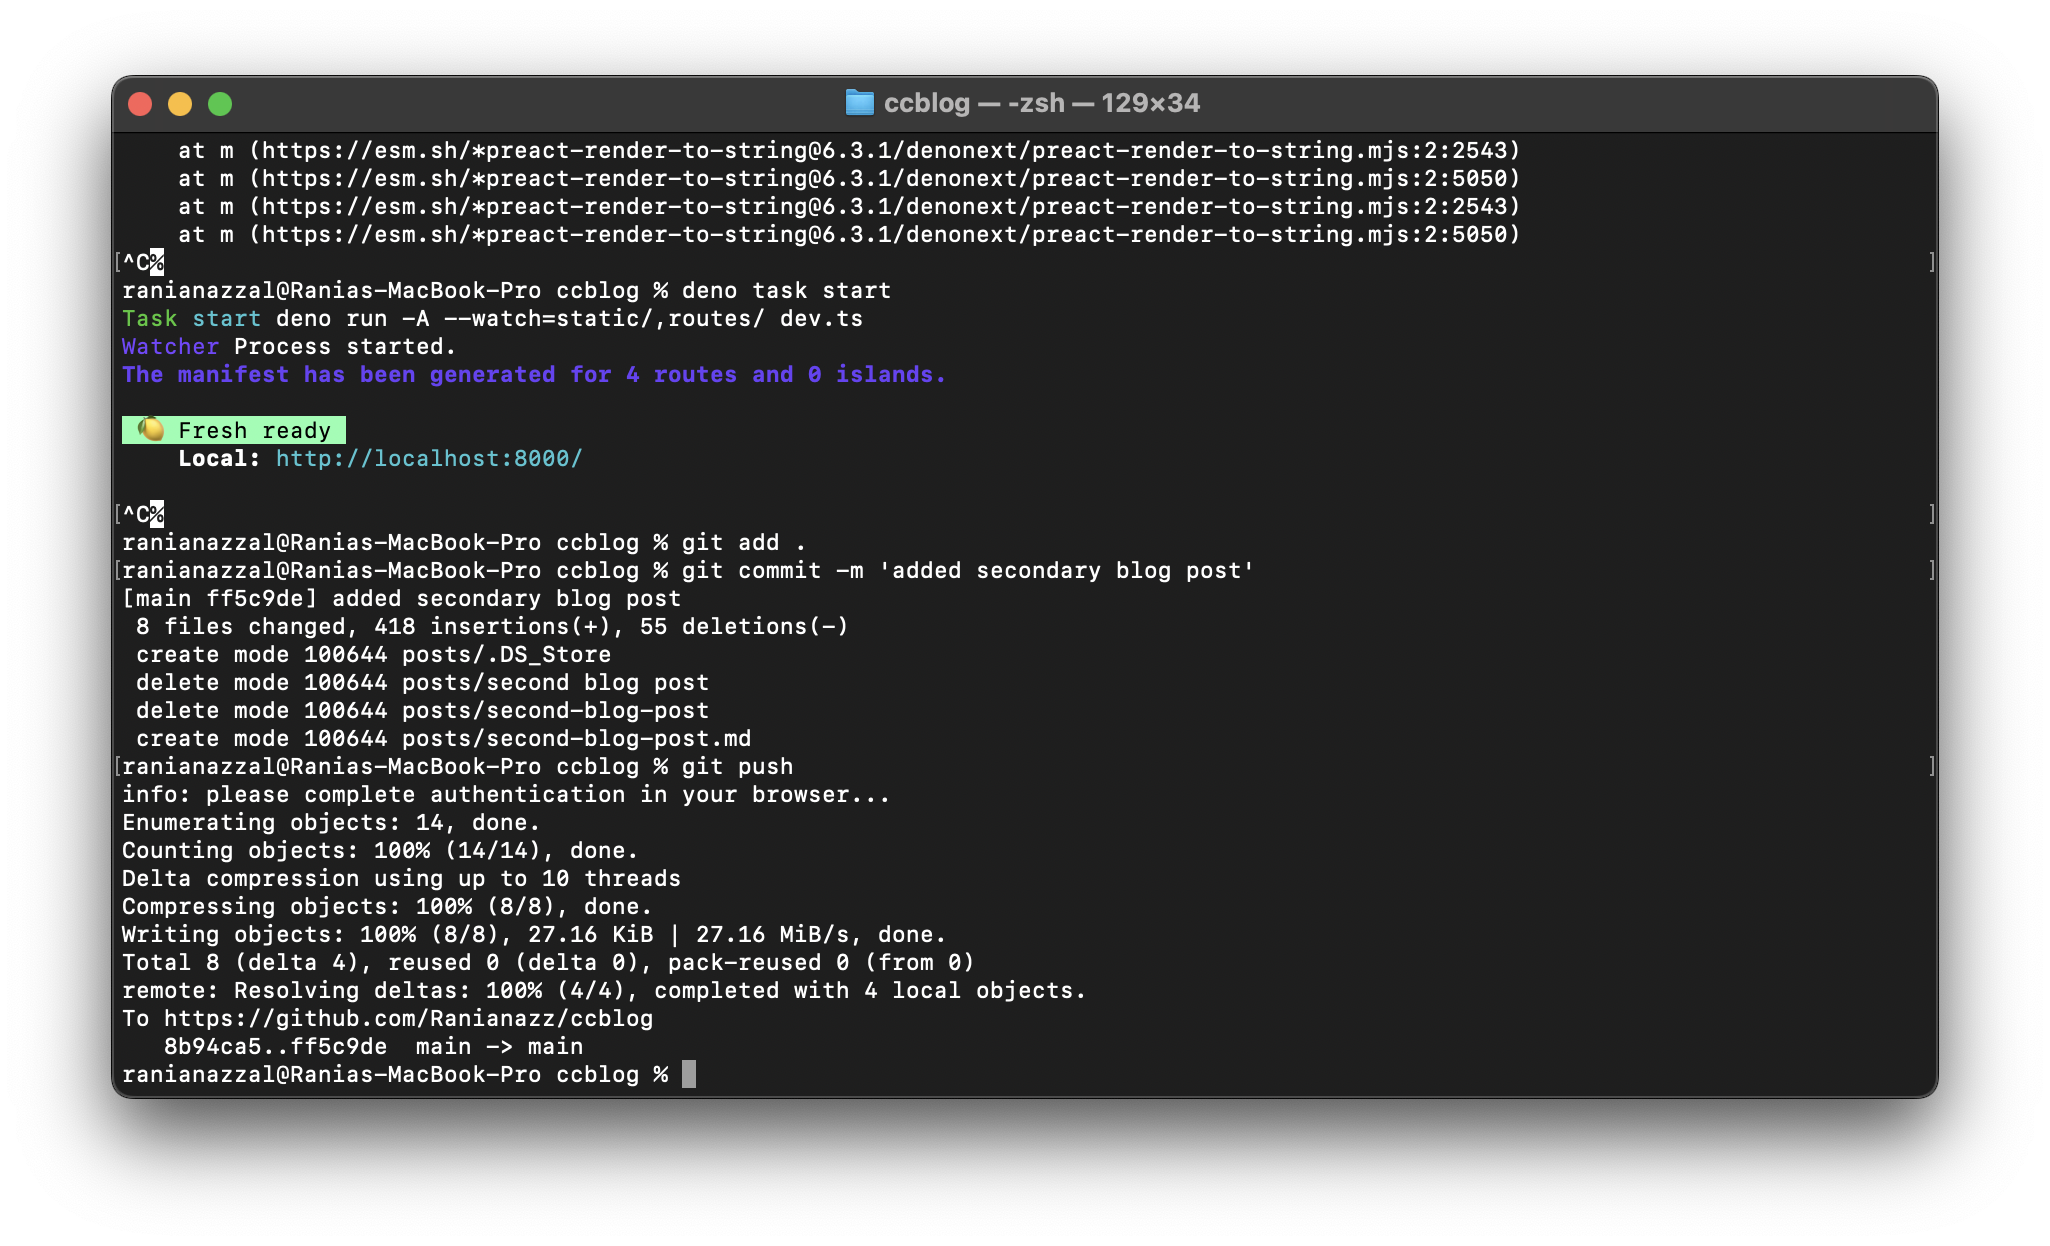 ccblog — -zsh — 129×34
at m (https://esm.sh/*preact-render-to-string@6.3.1/denonext/preact-render-to-string.mjs:2:2543)
at m (https://esm.sh/*preact-render-to-string@6.3.1/denonext/preact-render-to-string.mjs:2:5050)
at m (https://esm.sh/*preact-render-to-string@6.3.1/denonext/preact-render-to-string.mjs:2:2543)
at m (https://esm.sh/*preact-render-to-string@6.3.1/denonext/preact-render-to-string.mjs:2:5050)
^C%
ranianazzal@Ranias-MacBook-Pro ccblog % deno task start
Task start deno run -A --watch=static/,routes/ dev.ts
Watcher Process started.
The manifest has been generated for 4 routes and 0 islands.
🍋 Fresh ready
Local: http://localhost:8000/
^C%
ranianazzal@Ranias-MacBook-Pro ccblog % git add .
ranianazzal@Ranias-MacBook-Pro ccblog % git commit -m 'added secondary blog post'
[main ff5c9de] added secondary blog post
8 files changed, 418 insertions(+), 55 deletions(-)
create mode 100644 posts/.DS_Store
delete mode 100644 posts/second blog post
delete mode 100644 posts/second-blog-post
create mode 100644 posts/second-blog-post.md
ranianazzal@Ranias-MacBook-Pro ccblog % git push
info: please complete authentication in your browser...
Enumerating objects: 14, done.
Counting objects: 100% (14/14), done.
Delta compression using up to 10 threads
Compressing objects: 100% (8/8), done.
Writing objects: 100% (8/8), 27.16 KiB | 27.16 MiB/s, done.
Total 8 (delta 4), reused 0 (delta 0), pack-reused 0 (from 0)
remote: Resolving deltas: 100% (4/4), completed with 4 local objects.
To https://github.com/Ranianazz/ccblog
8b94ca5..ff5c9de  main -> main
ranianazzal@Ranias-MacBook-Pro ccblog %